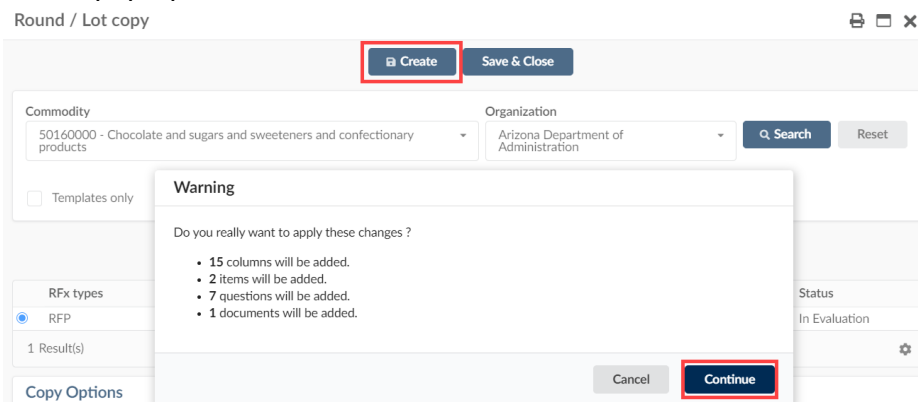 Round / Lot copy
Create Save & Close
Commodity Organization
50160000 - Chocolate and sugars and sweeteners and confectionary products
Arizona Department of Administration
Search Reset
Templates only
Warning
Do you really want to apply these changes ?
• 15 columns will be added.
• 2 items will be added.
• 7 questions will be added.
• 1 documents will be added.
RFx types Status
RFP In Evaluation
1 Result(s)
Cancel Continue
Copy Options